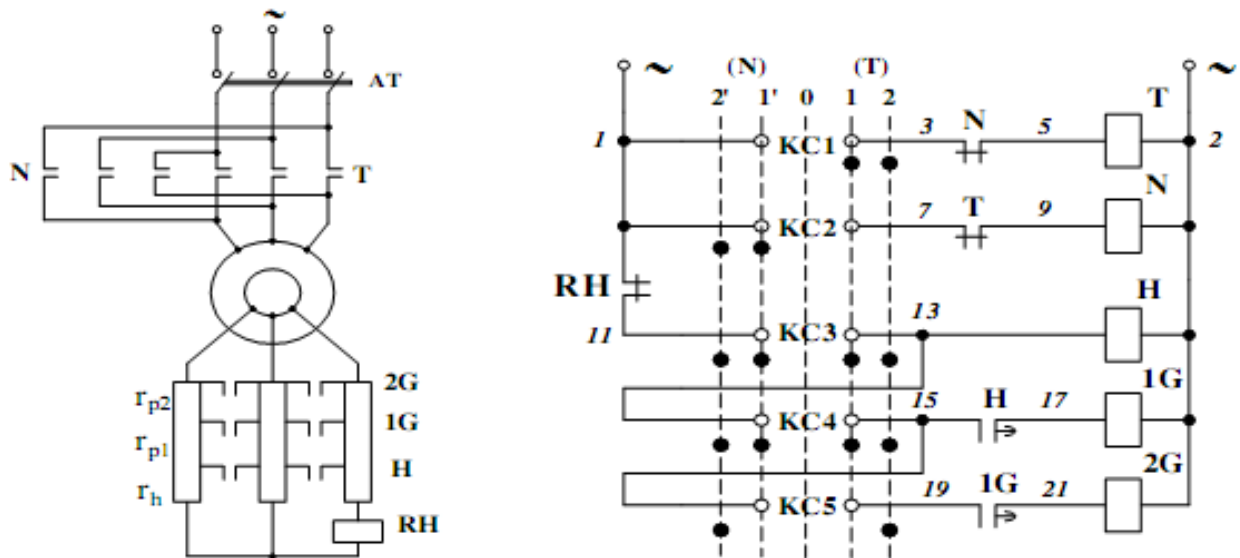 ~
AT
N
T
2G
r_p2
1G
r_p1
H
r_h
RH
~
(N)
(T)
~
2' 1' 0 1 2
T
1
KC1
3
N
5
2
N
KC2
7
T
9
RH
H
11
KC3
13
1G
KC4
15
H
17
2G
KC5
19
1G
21